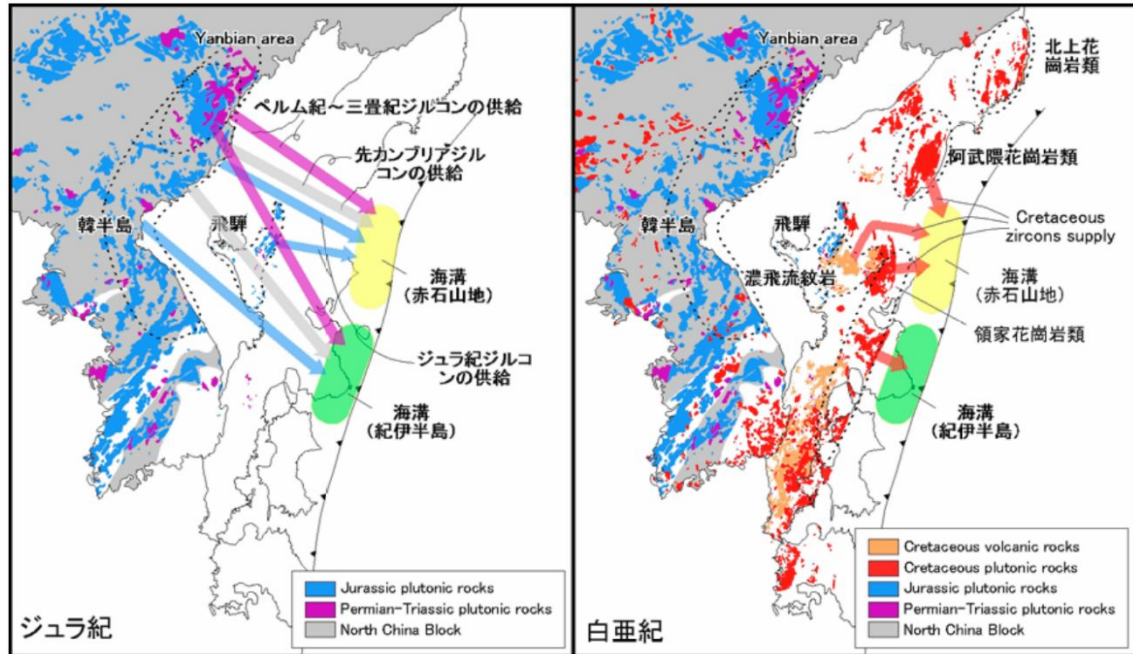 Yanbian area
ペルム紀～三畳紀ジルコンの供給
先カンブリアジル
コンの供給
韓半島
飛騨
海溝
(赤石山地)
ジュラ紀ジルコ
ンの供給
海溝
(紀伊半島)
Jurassic plutonic rocks
Permian-Triassic plutonic rocks
North China Block
ジュラ紀
Yanbian area
北上花
崗岩類
阿武隈花崗岩類
韓半島
飛騨
Cretaceous
zircons supply
濃飛流紋岩
海溝
(赤石山地)
領家花崗岩類
海溝
(紀伊半島)
Cretaceous volcanic rocks
Cretaceous plutonic rocks
Jurassic plutonic rocks
Permian-Triassic plutonic rocks
North China Block
白亜紀